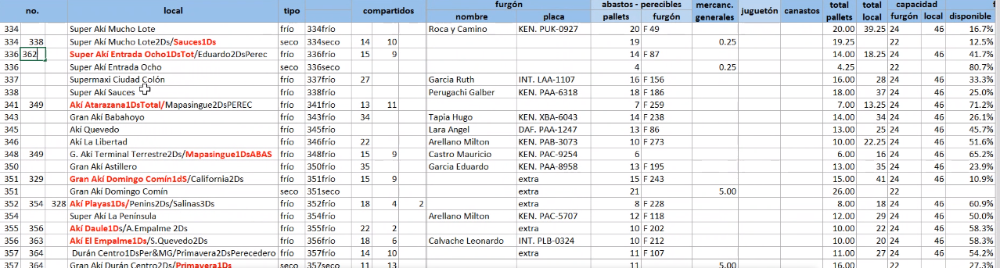 furgón abastos - perecibles mercanc. total total capacidad f
no. local tipo compartidos nombre placa pallets furgón generales juguetón canastos pallets local furgón local disponible
334 Super Akí Mucho Lote frío 334frío Roca y Camino KEN. PUK-0927 20 F 49 20.00 39.25 24 46 16.7%
334 338 Super Akí Mucho Lote2Ds/Sauces1Ds seco 334seco 14 10 19 0.25 19.25 22 12.5%
336 362 Super Akí Entrada Ocho1DsTot/Eduardo2DsPerec frío 336frío 15 9 14 F 87 14.00 18.25 24 46 41.7%
336 Super Akí Entrada Ocho seco 336seco 4 0.25 4.25 22 80.7%
337 Supermaxi Ciudad Colón frío 337frío 27 Garcia Ruth INT. LAA-1107 16 F 156 16.00 28 24 46 33.3%
338 Super Akí Sauces frío 338frío Perugachi Galber KEN. PAA-6318 18 F 186 18.00 37 24 46 25.0%
341 349 Akí Atarazana1DsTotal/Mapasingue2DsPEREC frío 341frío 13 11 7 F 259 7.00 13.25 24 46 71.2%
343 Gran Akí Babahoyo frío 343frío 34 Tapia Hugo KEN. XBA-6043 14 F 238 14.00 34 24 46 26.1%
345 Akí Quevedo frío 345frío Lara Angel DAF. PAA-1247 13 F 86 13.00 25 24 46 45.7%
346 Akí La Libertad frío 346frío 22 Arellano Milton KEN. PAB-3073 10 F 273 10.00 22.25 24 46 51.6%
348 349 G. Akí Terminal Terrestre2Ds/Mapasingue1DsABAS frío 348frío 15 9 Castro Mauricio KEN. PAC-9254 6 6.00 16 24 46 65.2%
350 Gran Akí Astillero frío 350frío 35 Garcia Eduardo KEN. PAA-8958 13 F 195 13.00 35 24 46 23.9%
351 329 Gran Akí Domingo Comín1dS/California2Ds frío 351frío 15 9 extra 15 F 243 15.00 41 24 46 10.9%
351 Gran Akí Domingo Comín seco 351seco extra 21 5.00 26.00 22
352 354 328 Akí Playas1Ds/Penins2Ds/Salinas3Ds frío 352frío 18 4 2 extra 8 F 228 8.00 18 24 46 60.9%
354 Super Akí La Península frío 354frío Arellano Milton KEN. PAC-5707 12 F 118 12.00 29 24 46 50.0%
355 356 Akí Daule1Ds/A.Empalme 2Ds frío 355frío 22 2 extra 10 F 202 10.00 22 24 46 58.3%
356 363 Akí El Empalme1Ds/S.Quevedo2Ds frío 356frío 18 6 Calvache Leonardo INT. PLB-0324 10 F 212 10.00 20 24 46 58.3%
357 364 Durán Centro1DsPer&MG/Primavera2DsPerecedero frío 357frío 14 10 extra 11 F 107 11.00 27 24 46 54.2%
357 364 Gran Akí Durán Centro2Ds/Primavera1Ds seco 357seco 11 13 11 5.00 16.00 22 27.3%